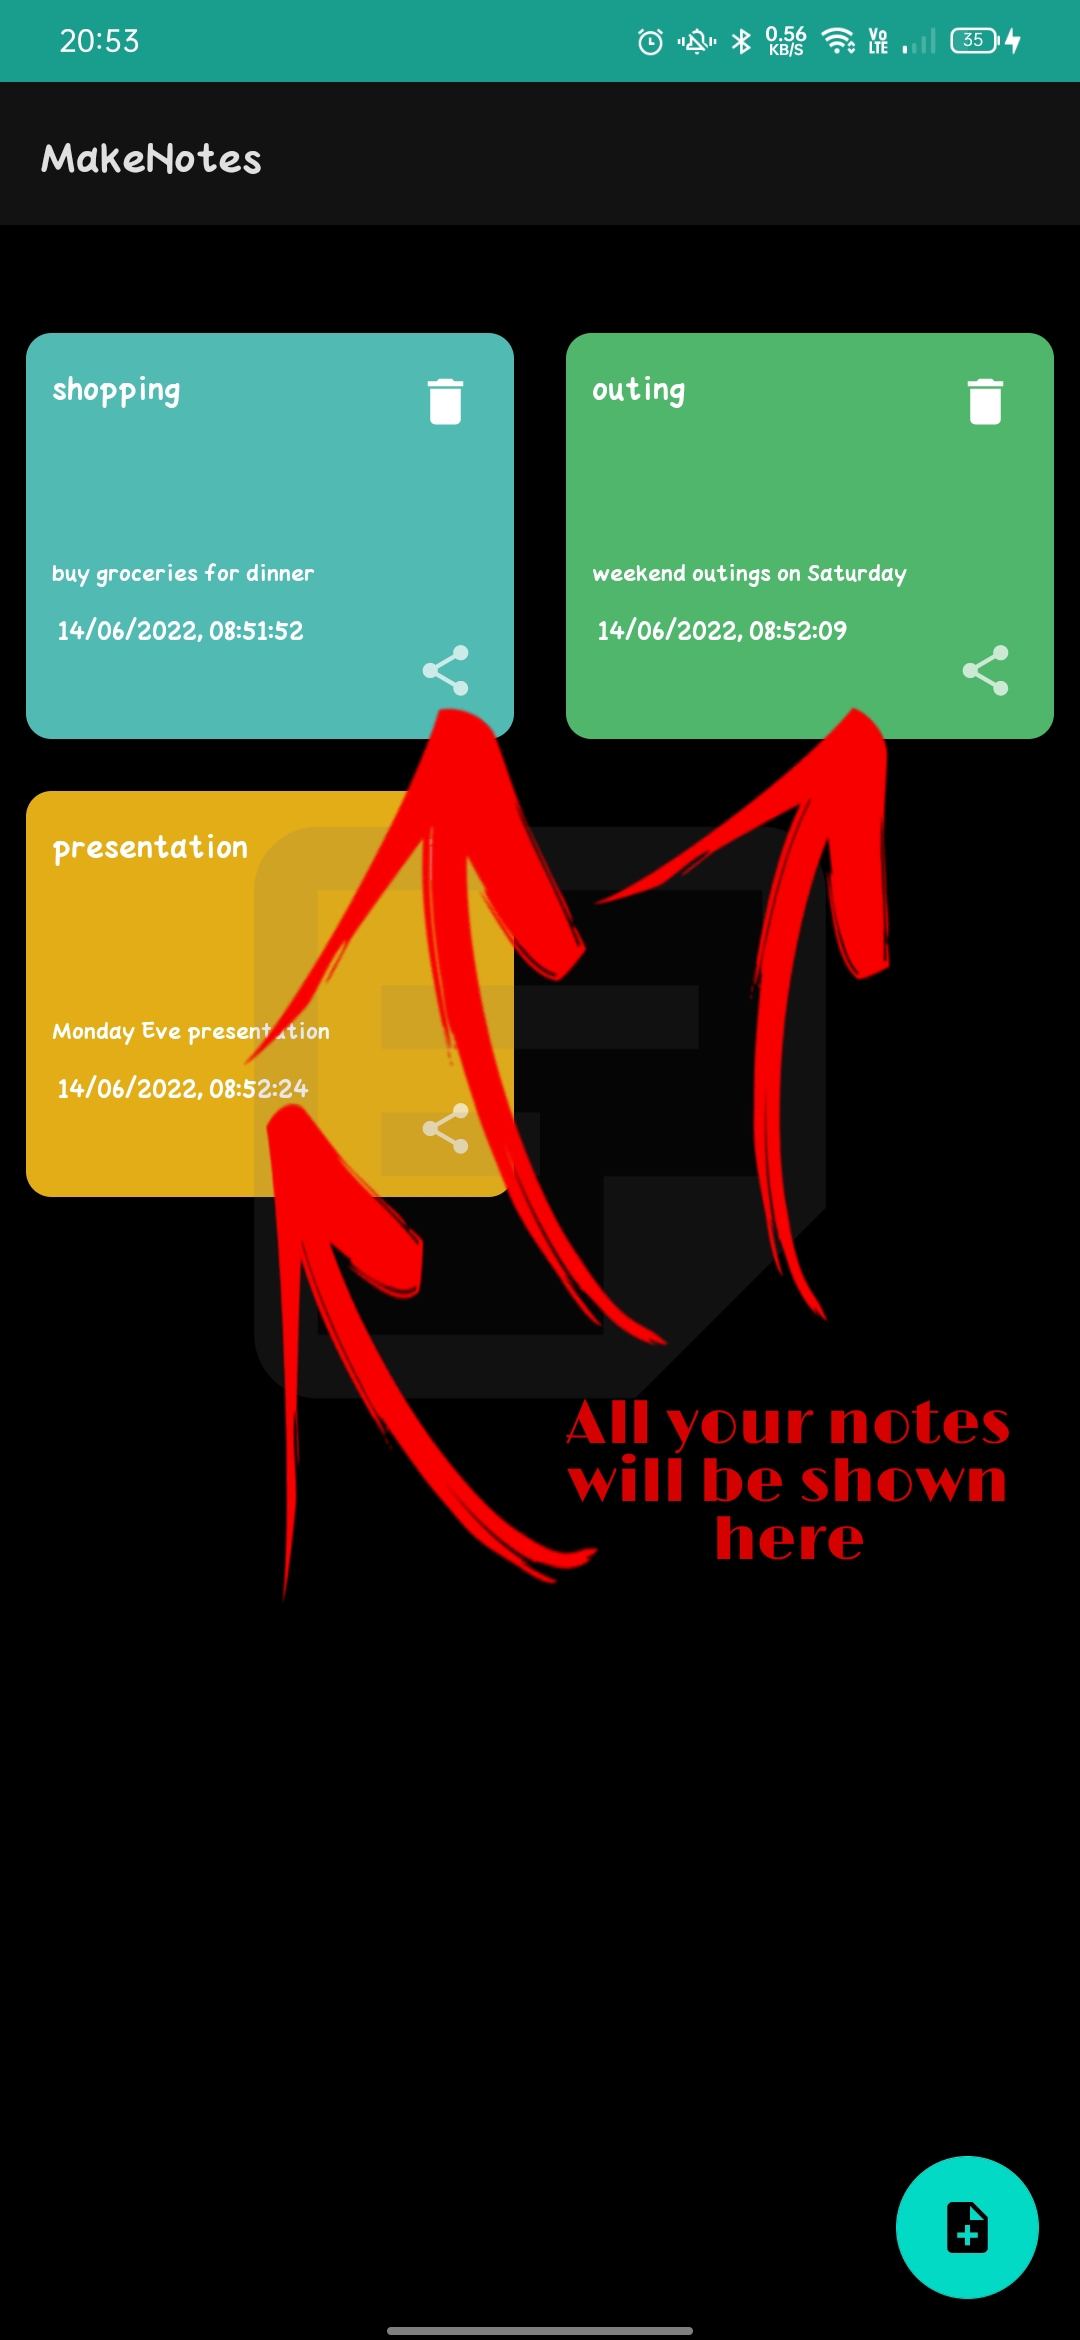 20:53
0.56
KB/S
Vo
LTE
35
MakeNotes
shopping
outing
buy groceries for dinner
weekend outings on Saturday
14/06/2022, 08:51:52
14/06/2022, 08:52:09
presentation
Monday Eve presentation
14/06/2022, 08:52:24
All your notes
will be shown
here